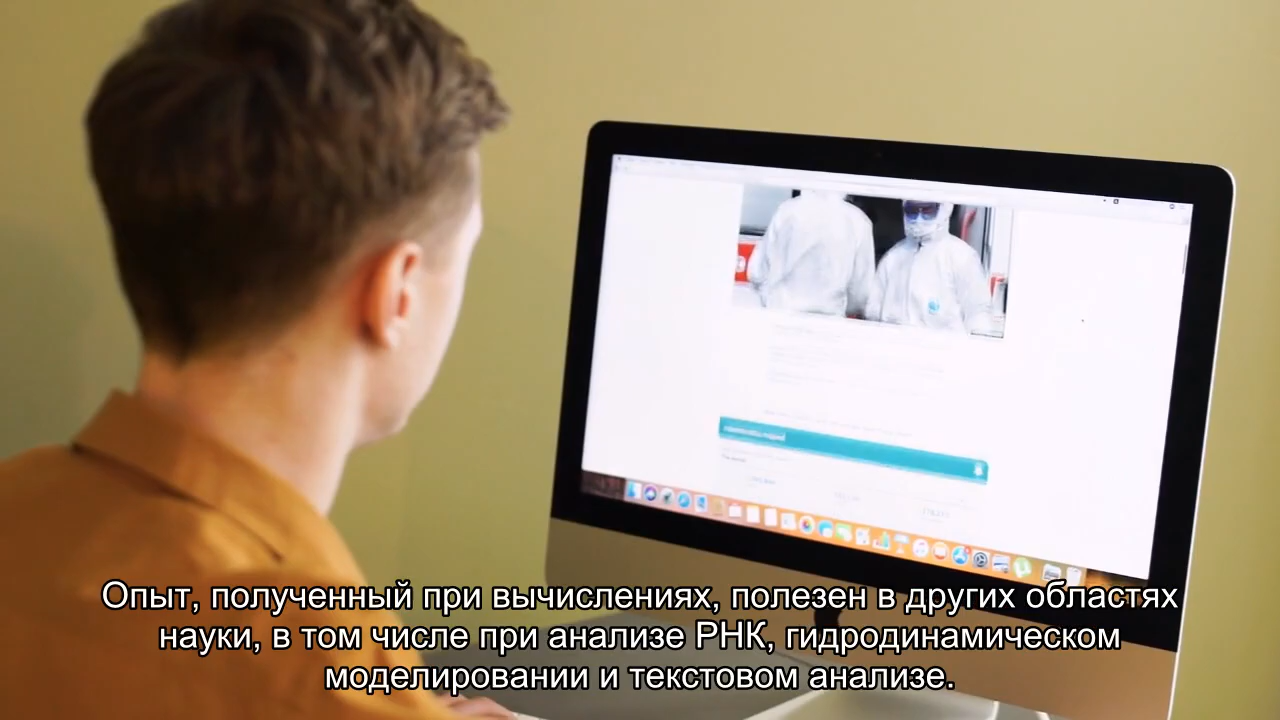 Опыт, полученный при вычислениях, полезен в других областях
науки, в том числе при анализе РНК, гидродинамическом
моделировании и текстовом анализе.